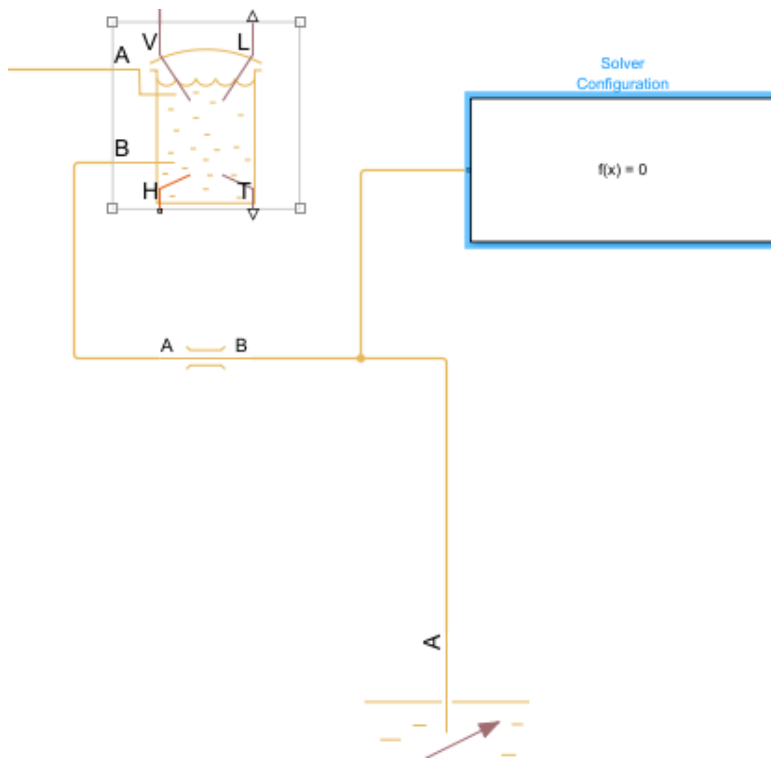 V L
A
B
H T
Solver
Configuration
f(x) = 0
A B
A